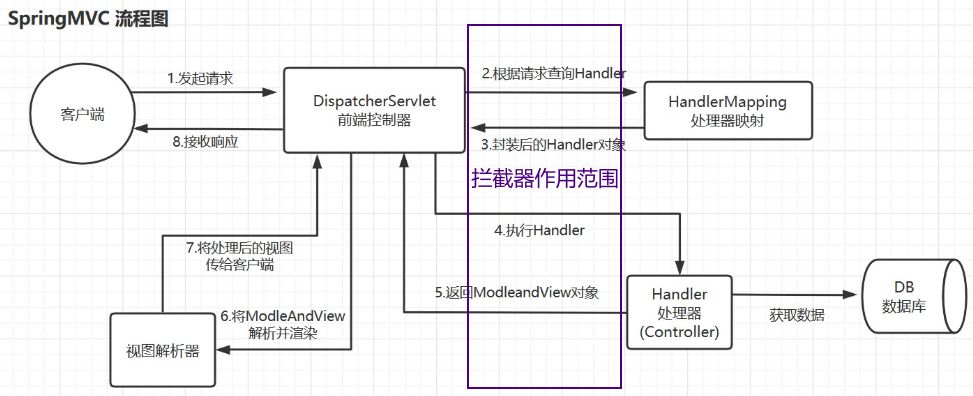 SpringMVC 流程图
1.发起请求
2.根据请求查询Handler
客户端
DispatcherServlet
前端控制器
HandlerMapping
处理器映射
8.接收响应
3.封装后的Handler对象
拦截器作用范围
4.执行Handler
7.将处理后的视图
传给客户端
5.返回ModleandView对象
6.将ModleAndView
解析并渲染
视图解析器
Handler
处理器
(Controller)
获取数据
DB
数据库